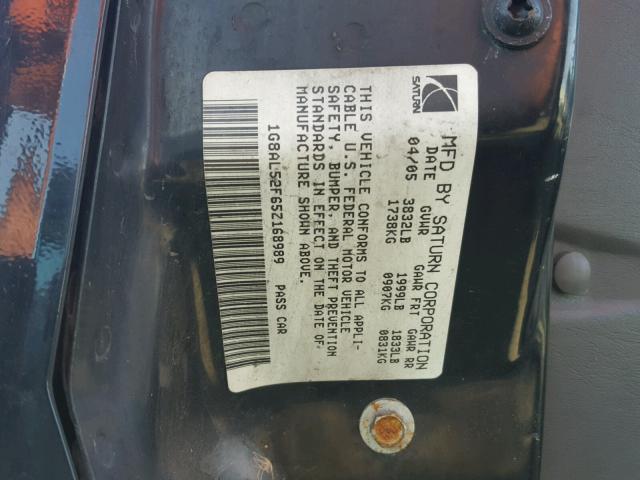 SATURN
MFD BY SATURN CORPORATION
DATE GVWR GAWR FRT GAWR RR
04/05 3832LB 1999LB 1833LB
1738KG 0907KG 0831KG
THIS VEHICLE CONFORMS TO ALL APPLI-
CABLE U.S. FEDERAL MOTOR VEHICLE
SAFETY, BUMPER, AND THEFT PREVENTION
STANDARDS IN EFFECT ON THE DATE OF
MANUFACTURE SHOWN ABOVE.
1G8AL52F65Z168989 PASS CAR